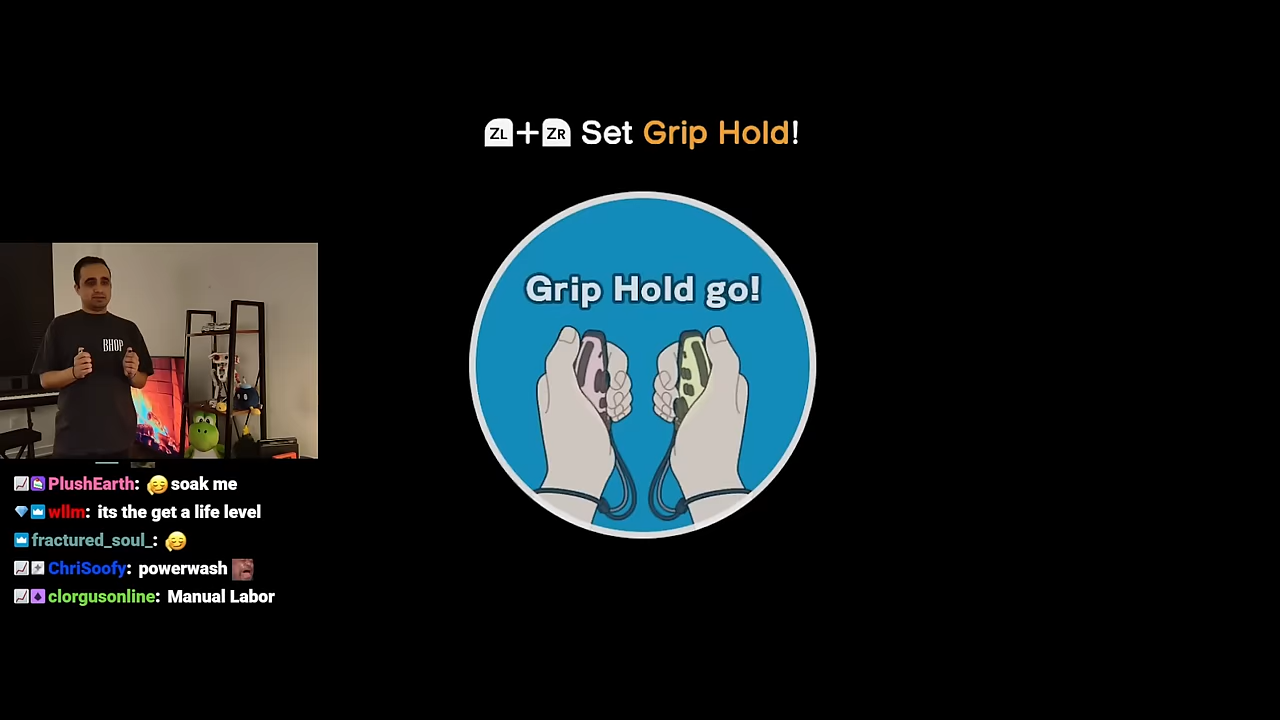 ZL+ZR Set Grip Hold!
Grip Hold go!
BHOP
PlushEarth: 🥰 soak me
wllm: its the get a life level
fractured_soul_: 🥰
ChriSoofy: powerwash
clorgusonline: Manual Labor